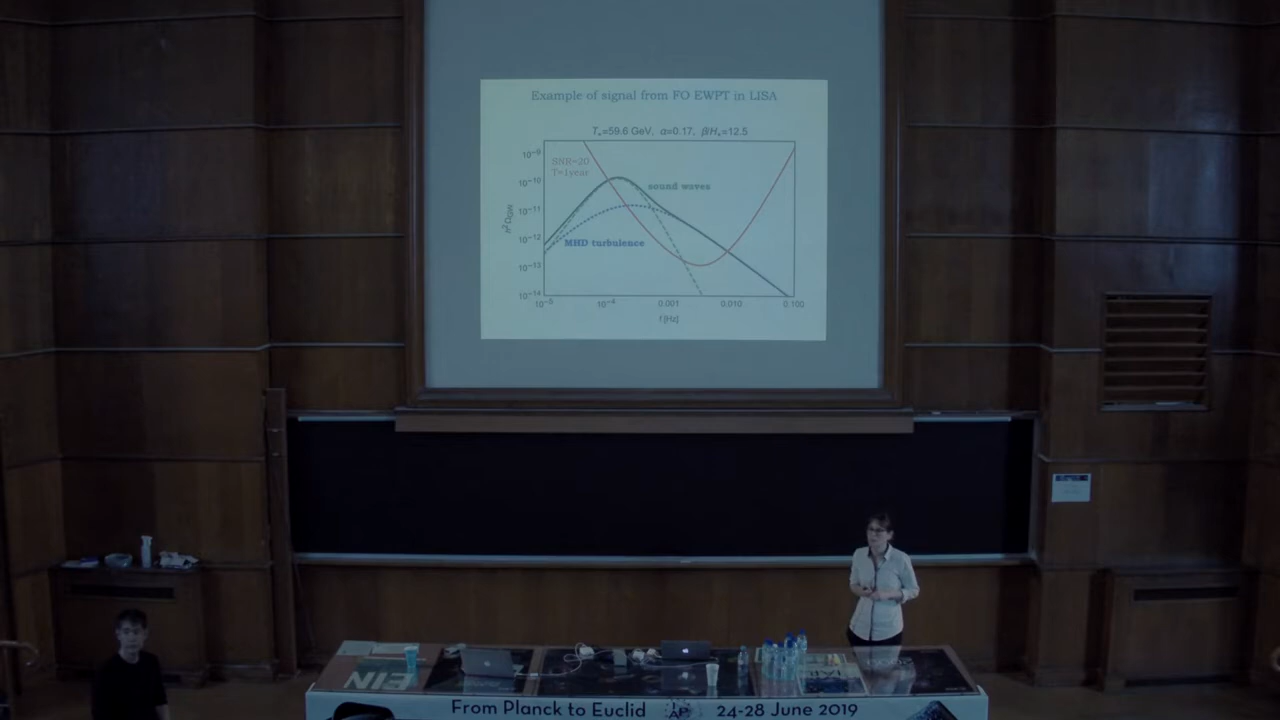 Example of signal from FO EWPT in LISA
T*=59.6 GeV, α=0.17, β/H*=12.5
SNR=20
T=1year
sound waves
MHD turbulence
h²Ω_GW
10⁻⁹
10⁻¹⁰
10⁻¹¹
10⁻¹²
10⁻¹³
10⁻¹⁴
10⁻⁵ 10⁻⁴ 0.001 0.010 0.100
f[Hz]
From Planck to Euclid IAP 24-28 June 2019